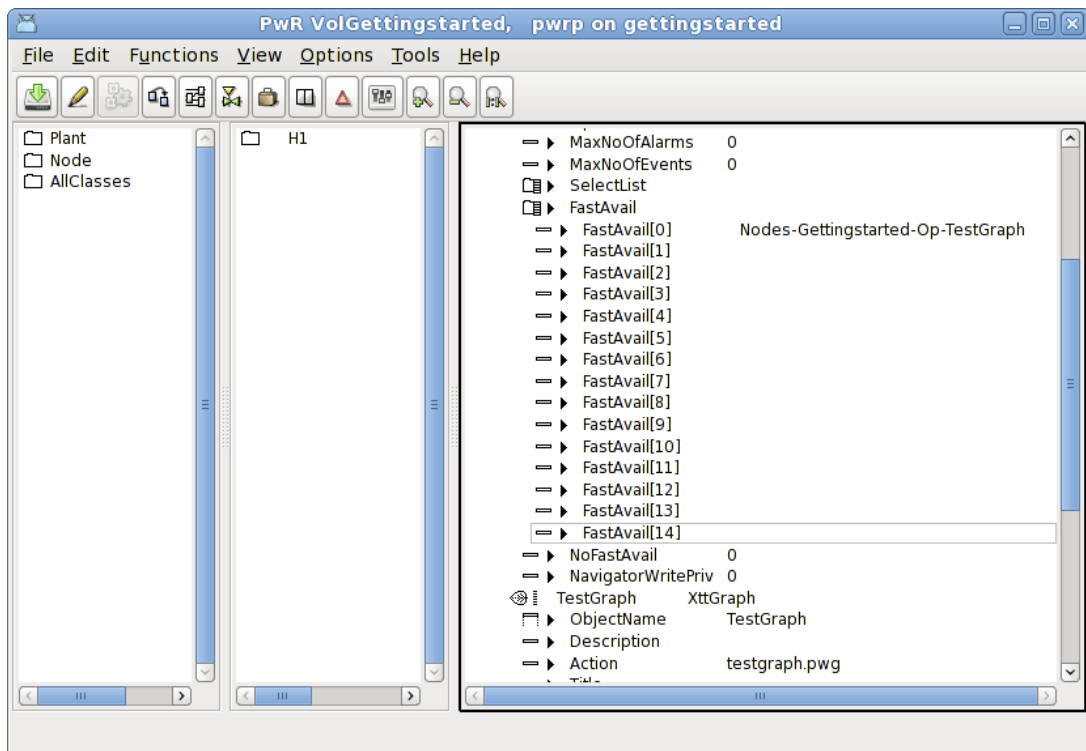 PwR VolGettingstarted, pwrp on gettingstarted
File Edit Functions View Options Tools Help
Plant
Node
AllClasses
H1
MaxNoOfAlarms 0
MaxNoOfEvents 0
SelectList
FastAvail
FastAvail[0] Nodes-Gettingstarted-Op-TestGraph
FastAvail[1]
FastAvail[2]
FastAvail[3]
FastAvail[4]
FastAvail[5]
FastAvail[6]
FastAvail[7]
FastAvail[8]
FastAvail[9]
FastAvail[10]
FastAvail[11]
FastAvail[12]
FastAvail[13]
FastAvail[14]
NoFastAvail 0
NavigatorWritePriv 0
TestGraph XttGraph
ObjectName TestGraph
Description
Action testgraph.pwg
Title